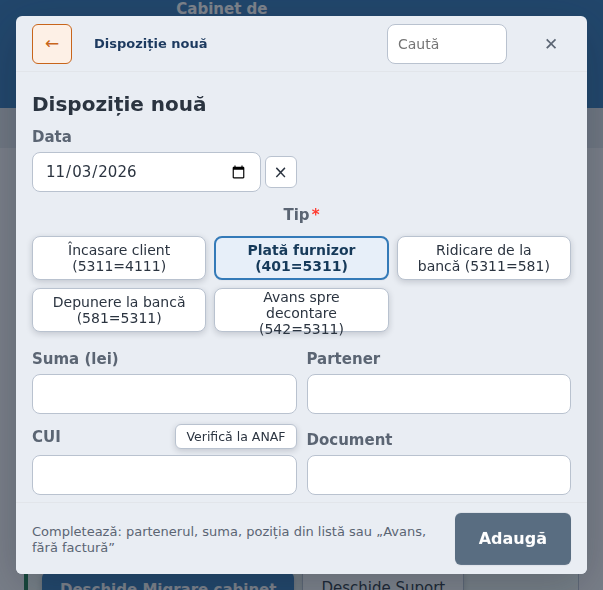 Cabinet de
←
Dispoziție nouă
Caută
✕
Dispoziție nouă
Data
11/03/2026
×
Tip*
Încasare client
(5311=4111)
Plată furnizor
(401=5311)
Ridicare de la
bancă (5311=581)
Depunere la bancă
(581=5311)
Avans spre
decontare
(542=5311)
Suma (lei)
Partener
CUI
Verifică la ANAF
Document
Completează: partenerul, suma, poziția din listă sau „Avans,
fără factură”
Adaugă
Deschide Migrare cabinet
Deschide Suport